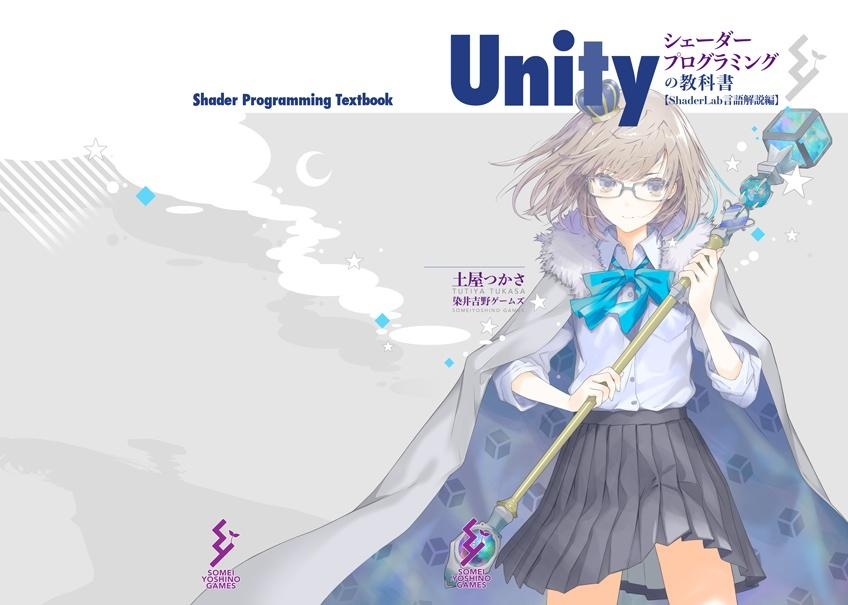 Shader Programming Textbook
Unity
シェーダー
プログラミング
の教科書
【ShaderLab言語解説編】
土屋つかさ
TUTIYA TUKASA
染井吉野ゲームズ
SOMEIYOSHINO GAMES
SOMEI
YOSHINO
GAMES
SOMEI
YOSHINO
GAMES